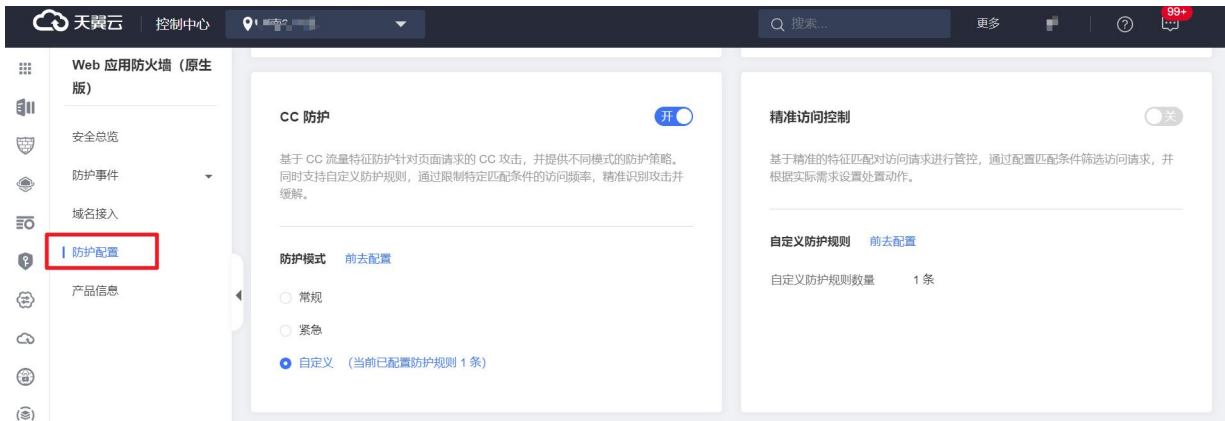 天翼云
控制中心
搜索...
更多
99+
Web 应用防火墙（原生
版）
安全总览
防护事件
域名接入
防护配置
产品信息
CC 防护
开
基于 CC 流量特征防护针对页面请求的 CC 攻击，并提供不同模式的防护策略。
同时支持自定义防护规则，通过限制特定匹配条件的访问频率，精准识别攻击并
缓解。
防护模式 前去配置
常规
紧急
自定义 （当前已配置防护规则 1 条）
精准访问控制
关
基于精准的特征匹配对访问请求进行管控，通过配置匹配条件筛选访问请求，并
根据实际需求设置处置动作。
自定义防护规则 前去配置
自定义防护规则数量 1 条